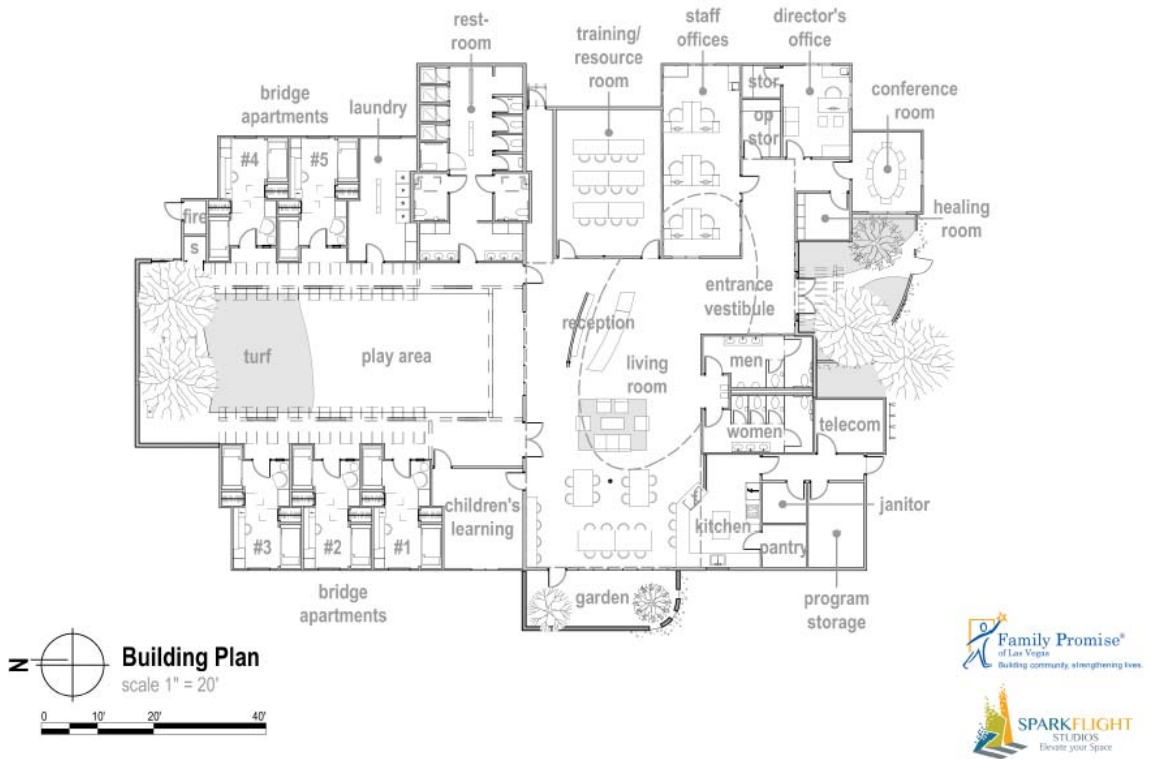 rest-
room
training/
resource
room
staff
offices
director's
office
bridge
apartments
laundry
stor
op
stor
conference
room
#4
#5
fire
s
healing
room
entrance
vestibule
reception
turf
play area
living
room
men
women
telecom
children's
learning
kitchen
f
janitor
pantry
#3
#2
#1
bridge
apartments
garden
program
storage
N
Building Plan
scale 1" = 20'
0 10' 20' 40'
Family Promise®
of Las Vegas
Building community, strengthening lives.
SPARKFLIGHT
STUDIOS
Elevate your Space